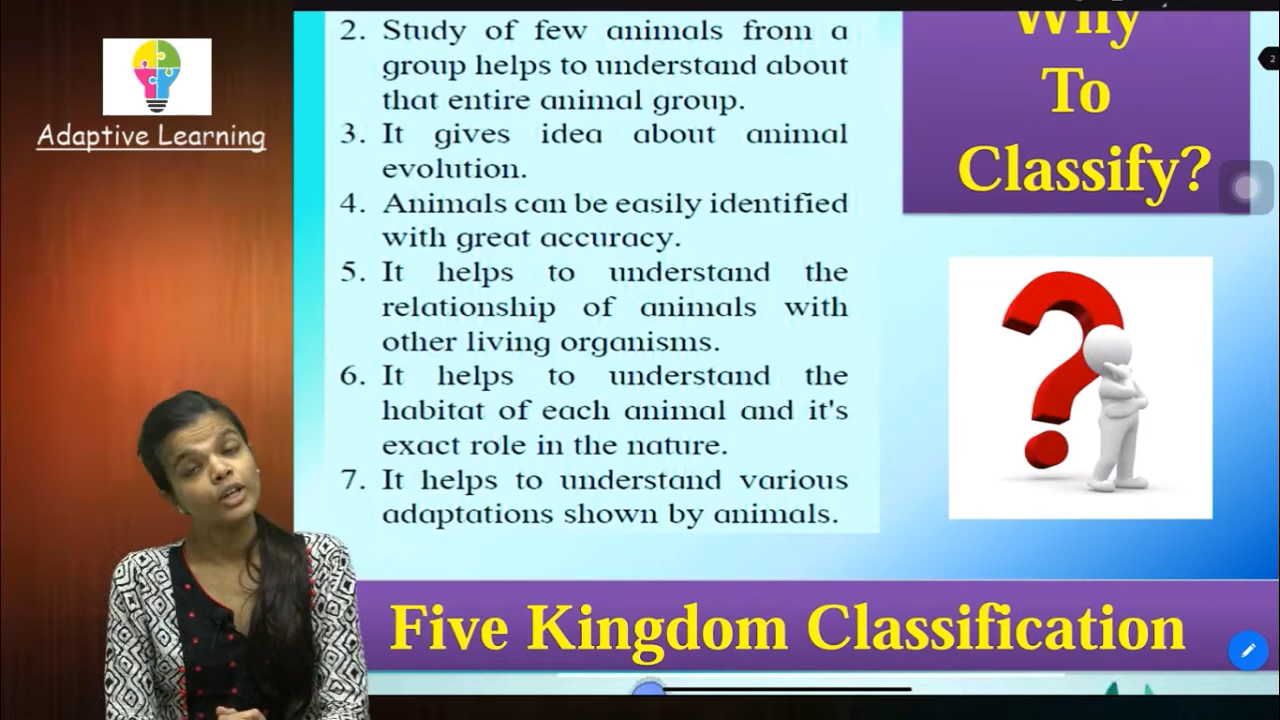 Adaptive Learning
2. Study of few animals from a
group helps to understand about
that entire animal group.
3. It gives idea about animal
evolution.
4. Animals can be easily identified
with great accuracy.
5. It helps to understand the
relationship of animals with
other living organisms.
6. It helps to understand the
habitat of each animal and it's
exact role in the nature.
7. It helps to understand various
adaptations shown by animals.
Why
To
Classify?
2
Five Kingdom Classification